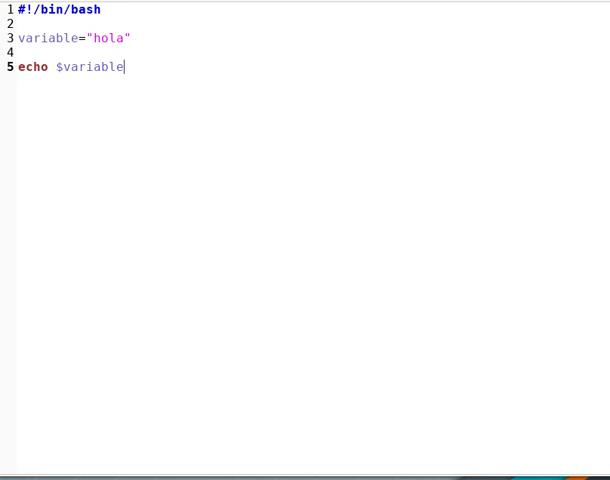 1 #!/bin/bash
2
3 variable="hola"
4
5 echo $variable